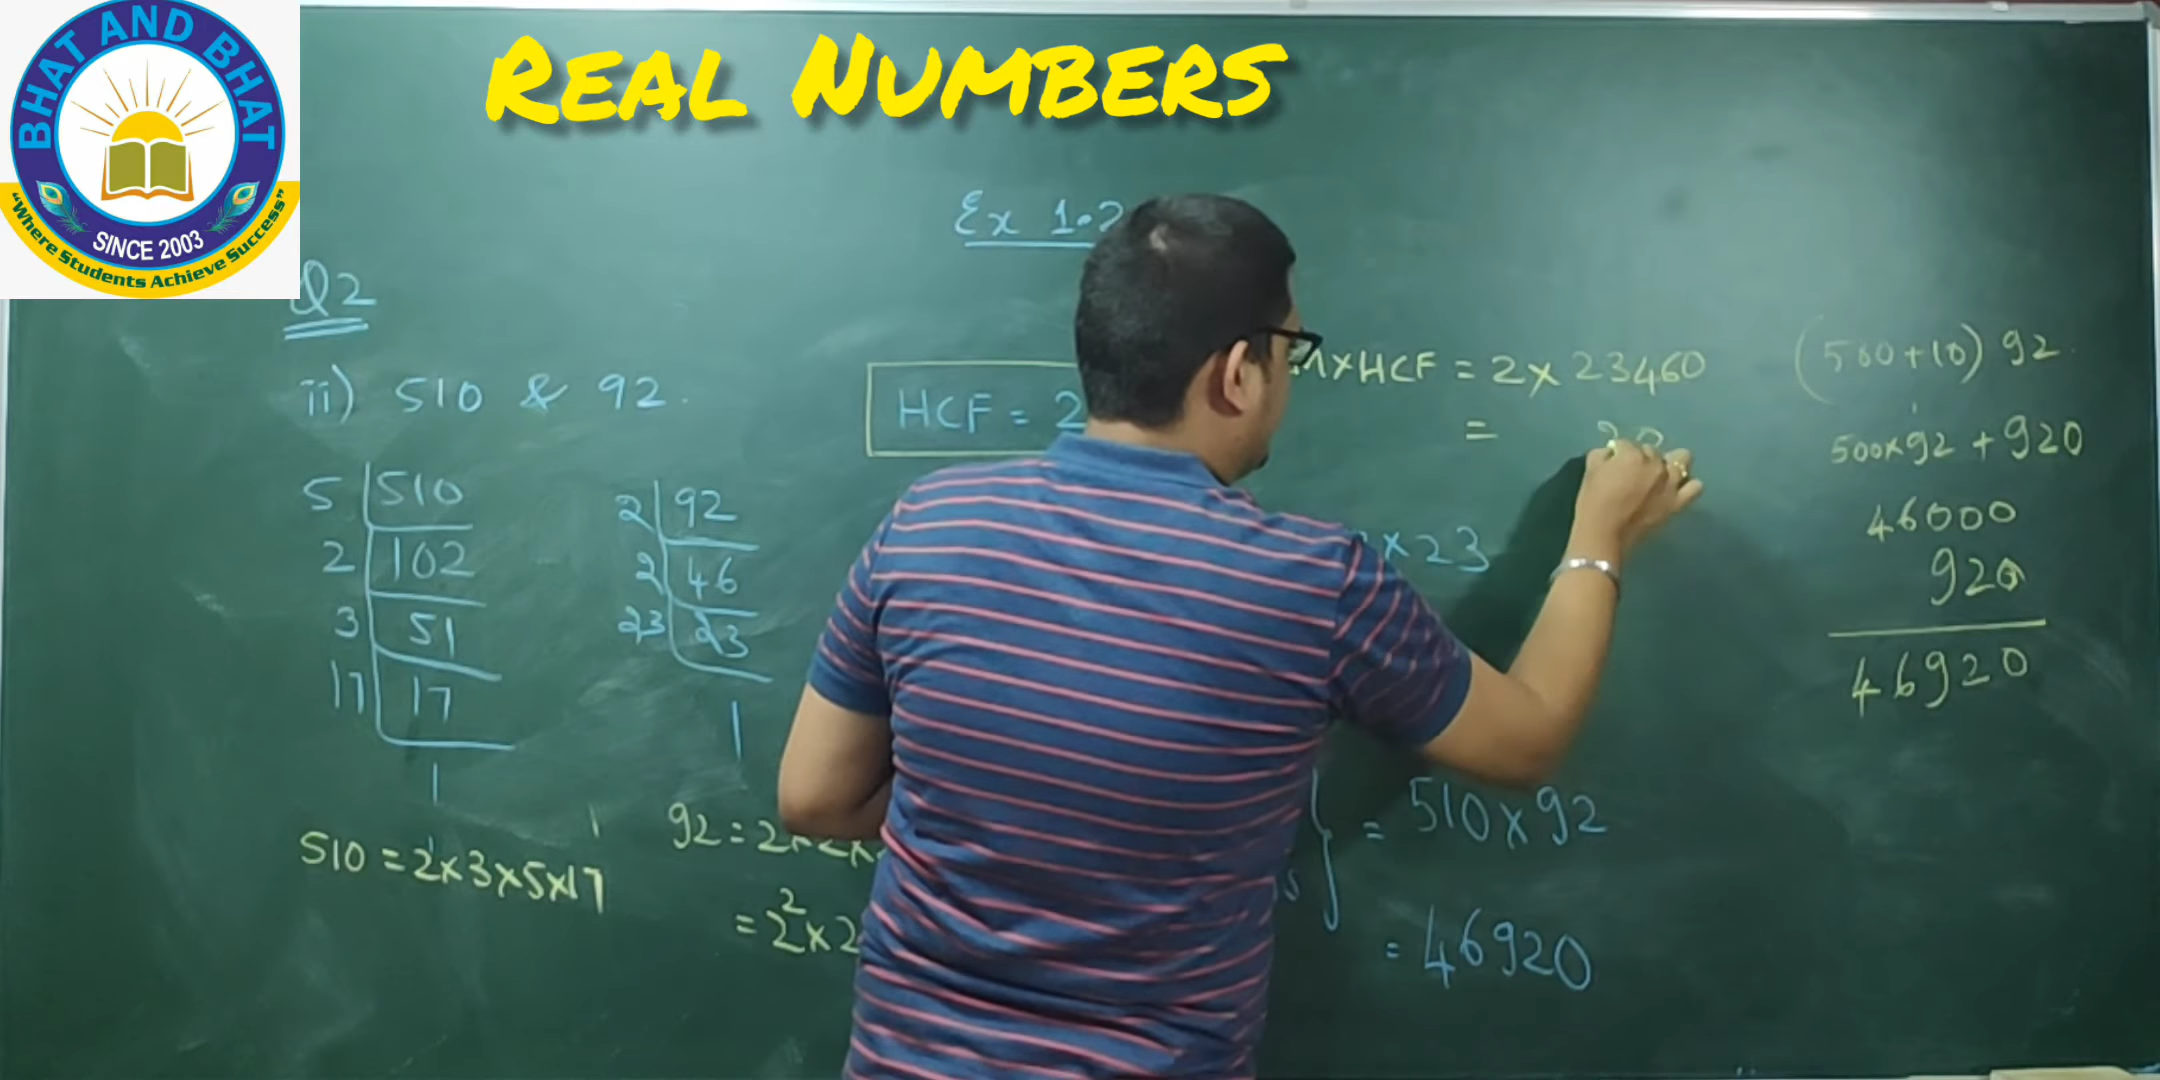 BHAT AND BHAT
SINCE 2003
"Where Students Achieve Success"
REAL NUMBERS
Ex 1.2
Q2
ii) 510 & 92.
5 510
2 102
3 51
17 17
1
2 92
2 46
23 23
1
510 = 2×3×5×17
92 = 2×2×
= 2²×2
HCF = 2
×HCF = 2×23460
=
×23
= 510×92
= 46920
(500+10) 92.
500×92 + 920
46000
920
46920